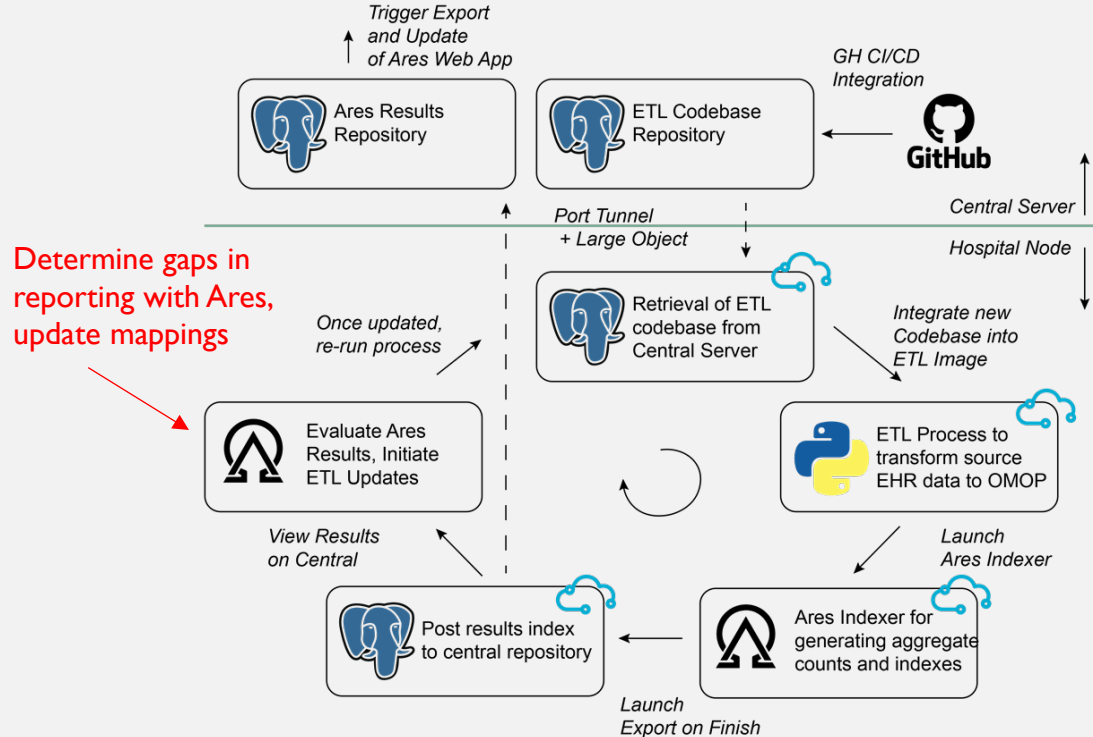 Trigger Export
and Update
of Ares Web App
GH CI/CD
Integration
Ares Results
Repository
ETL Codebase
Repository
GitHub
Central Server
Port Tunnel
+ Large Object
Hospital Node
Determine gaps in
reporting with Ares,
update mappings
Once updated,
re-run process
Retrieval of ETL
codebase from
Central Server
Integrate new
Codebase into
ETL Image
Evaluate Ares
Results, Initiate
ETL Updates
ETL Process to
transform source
EHR data to OMOP
View Results
on Central
Launch
Ares Indexer
Post results index
to central repository
Ares Indexer for
generating aggregate
counts and indexes
Launch
Export on Finish